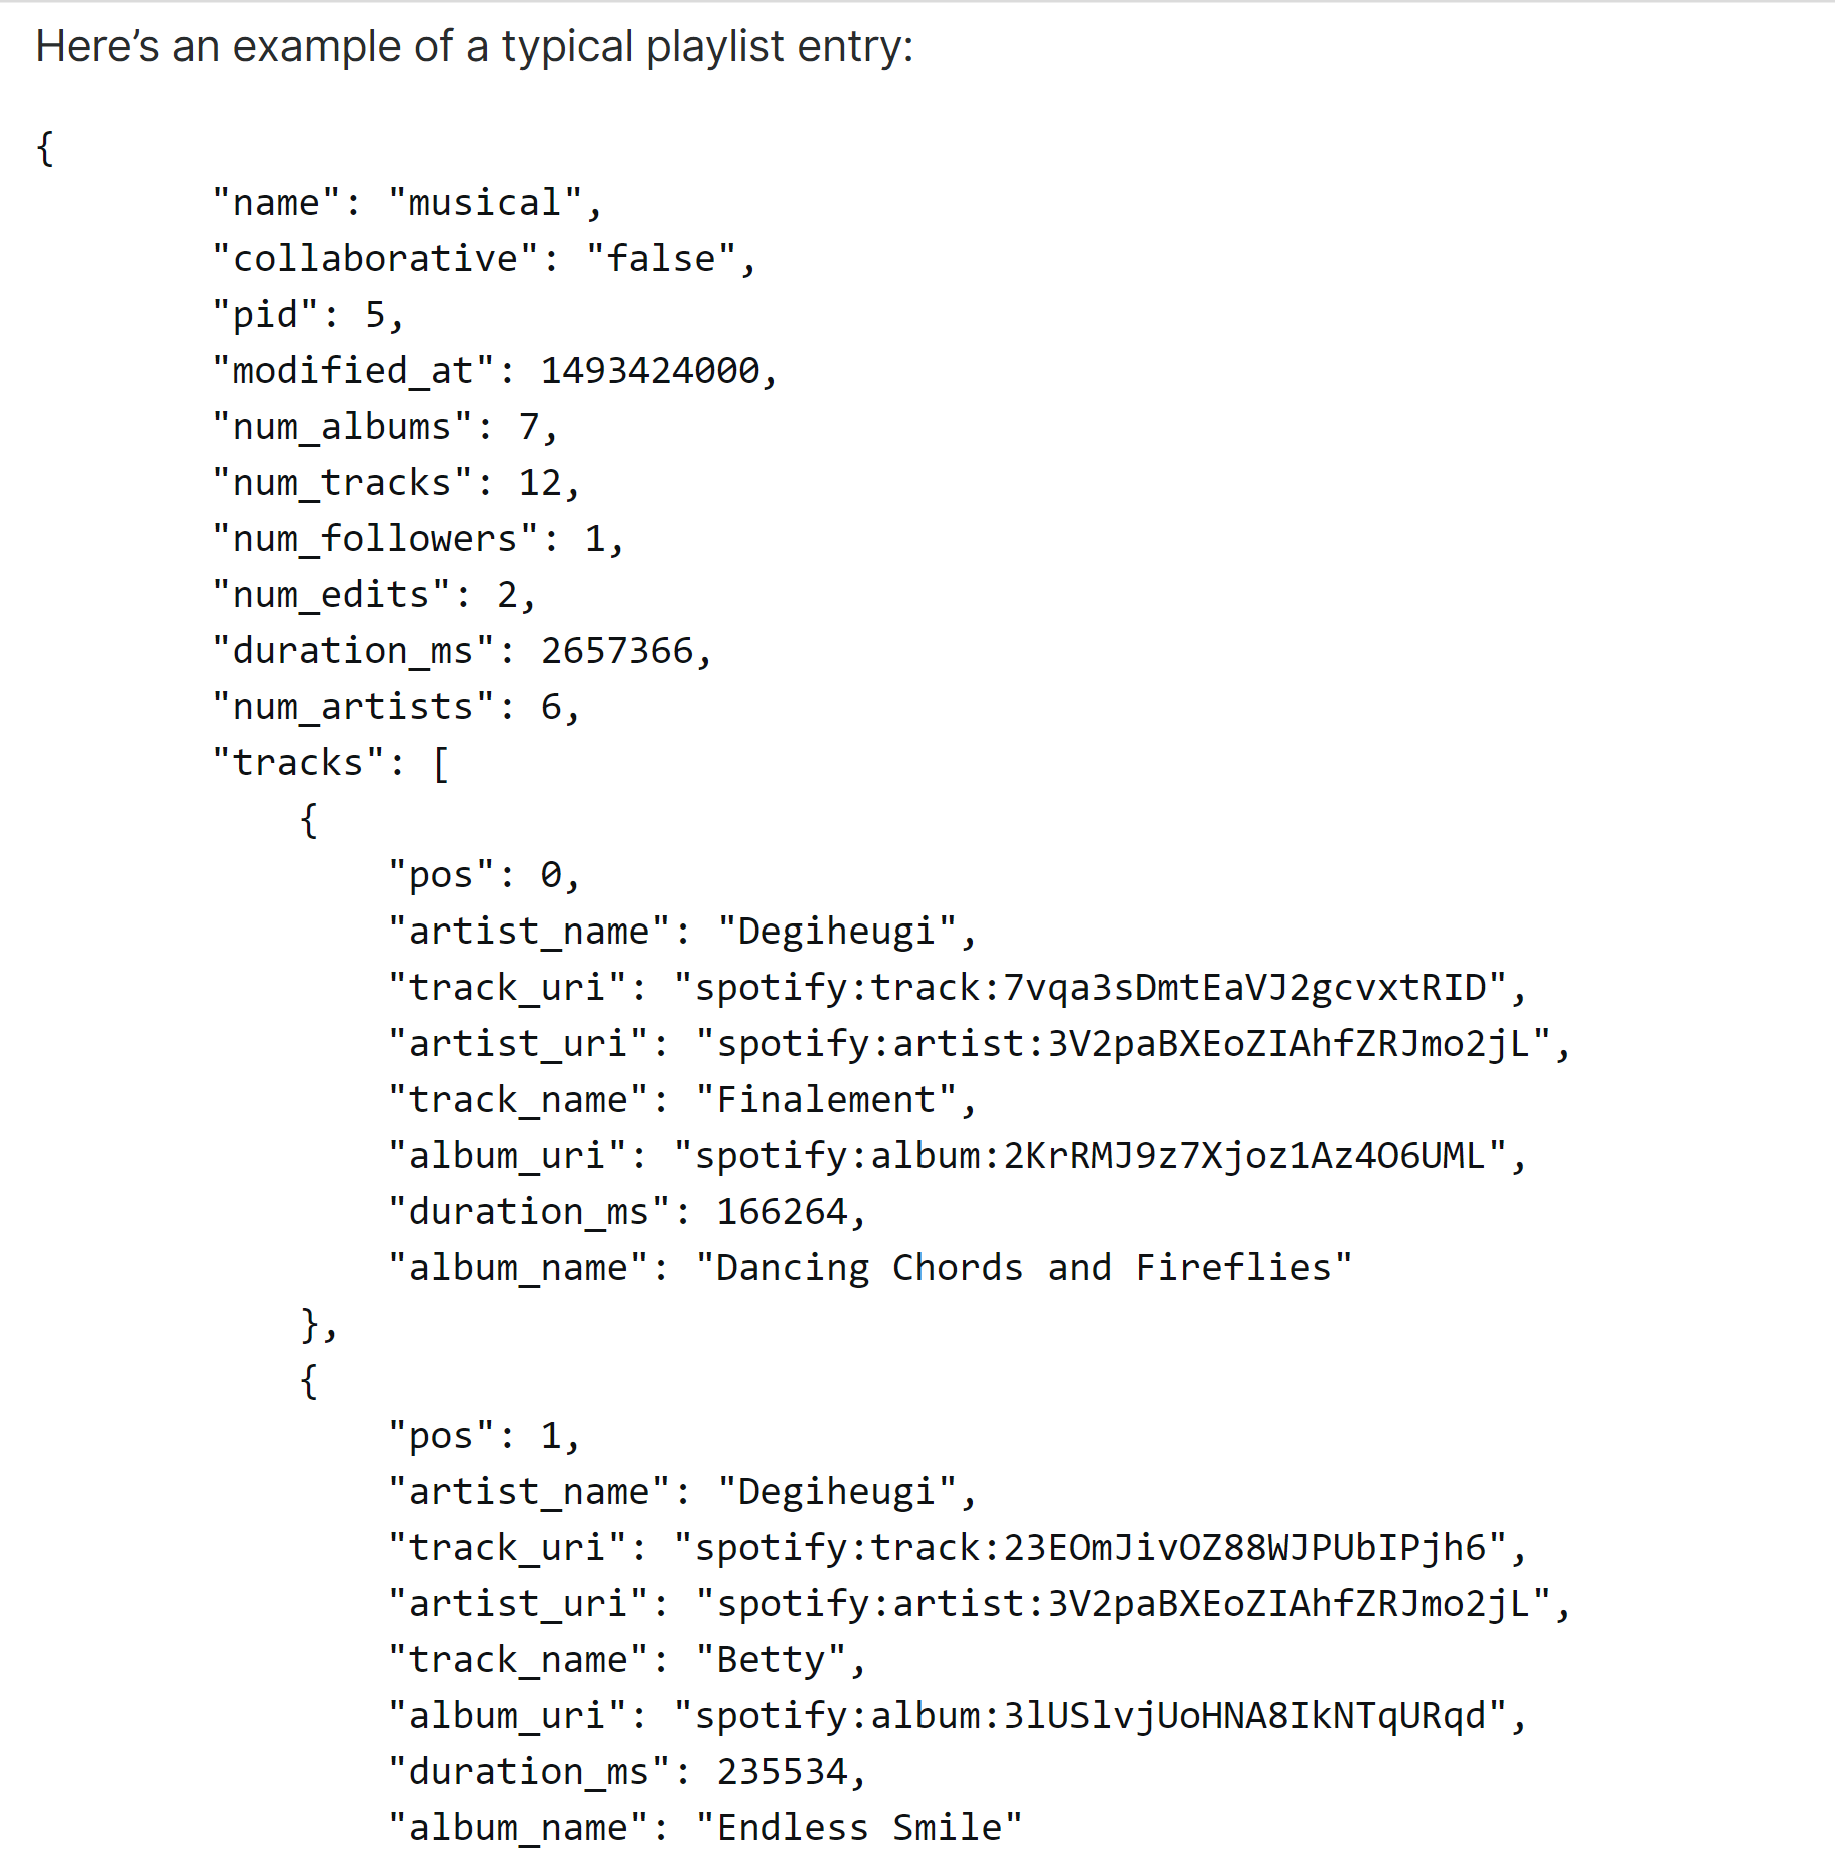 Here’s an example of a typical playlist entry:
{
"name": "musical",
"collaborative": "false",
"pid": 5,
"modified_at": 1493424000,
"num_albums": 7,
"num_tracks": 12,
"num_followers": 1,
"num_edits": 2,
"duration_ms": 2657366,
"num_artists": 6,
"tracks": [
{
"pos": 0,
"artist_name": "Degiheugi",
"track_uri": "spotify:track:7vqa3sDmtEaVJ2gcvxtRID",
"artist_uri": "spotify:artist:3V2paBXEoZIAhfZRJmo2jL",
"track_name": "Finalement",
"album_uri": "spotify:album:2KrRMJ9z7Xjoz1Az4O6UML",
"duration_ms": 166264,
"album_name": "Dancing Chords and Fireflies"
},
{
"pos": 1,
"artist_name": "Degiheugi",
"track_uri": "spotify:track:23EOmJivOZ88WJPUbIPjh6",
"artist_uri": "spotify:artist:3V2paBXEoZIAhfZRJmo2jL",
"track_name": "Betty",
"album_uri": "spotify:album:3lUSlvjUoHNA8IkNTqURqd",
"duration_ms": 235534,
"album_name": "Endless Smile"